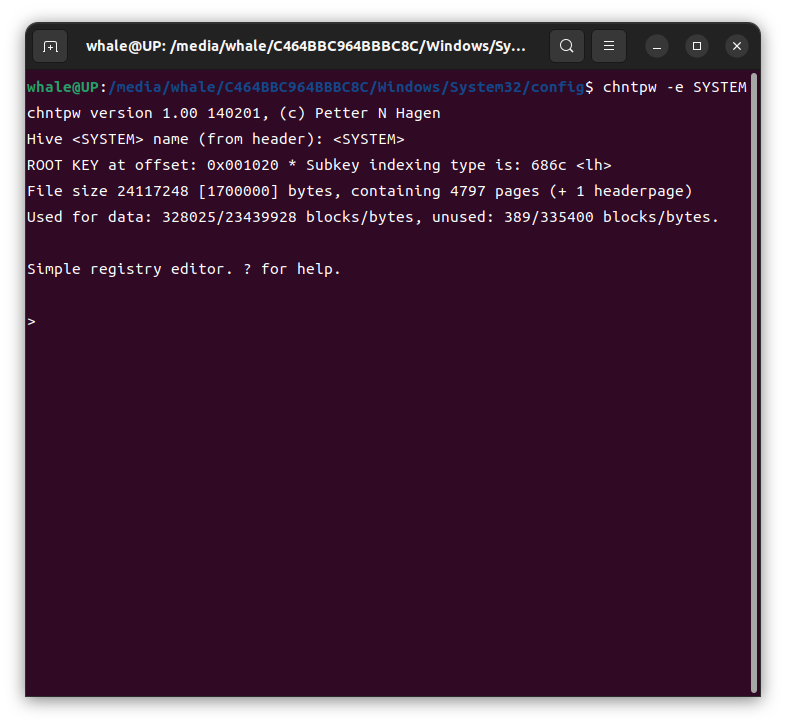 whale@UP: /media/whale/C464BBC964BBBC8C/Windows/Sy...
whale@UP:/media/whale/C464BBC964BBBC8C/Windows/System32/config$ chntpw -e SYSTEM
chntpw version 1.00 140201, (c) Petter N Hagen
Hive <SYSTEM> name (from header): <SYSTEM>
ROOT KEY at offset: 0x001020 * Subkey indexing type is: 686c <lh>
File size 24117248 [1700000] bytes, containing 4797 pages (+ 1 headerpage)
Used for data: 328025/23439928 blocks/bytes, unused: 389/335400 blocks/bytes.
Simple registry editor. ? for help.
>